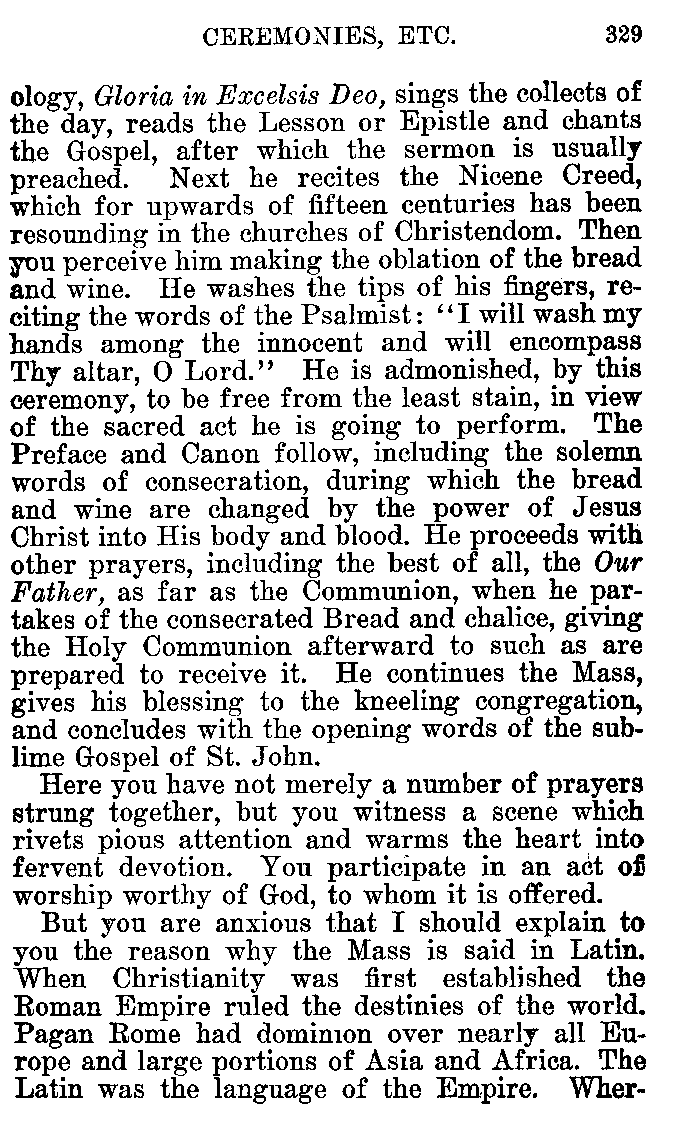 CEREMONIES, ETC. 329
ology, Gloria in Excelsis Deo, sings the collects of
the day, reads the Lesson or Epistle and chants
the Gospel, after which the sermon is usually
preached. Next he recites the Nicene Creed,
which for upwards of fifteen centuries has been
resounding in the churches of Christendom. Then
you perceive him making the oblation of the bread
and wine. He washes the tips of his fingers, re-
citing the words of the Psalmist: "I will wash my
hands among the innocent and will encompass
Thy altar, O Lord." He is admonished, by this
ceremony, to be free from the least stain, in view
of the sacred act he is going to perform. The
Preface and Canon follow, including the solemn
words of consecration, during which the bread
and wine are changed by the power of Jesus
Christ into His body and blood. He proceeds with
other prayers, including the best of all, the Our
Father, as far as the Communion, when he par-
takes of the consecrated Bread and chalice, giving
the Holy Communion afterward to such as are
prepared to receive it. He continues the Mass,
gives his blessing to the kneeling congregation,
and concludes with the opening words of the sub-
lime Gospel of St. John.
Here you have not merely a number of prayers
strung together, but you witness a scene which
rivets pious attention and warms the heart into
fervent devotion. You participate in an act of
worship worthy of God, to whom it is offered.
But you are anxious that I should explain to
you the reason why the Mass is said in Latin.
When Christianity was first established the
Roman Empire ruled the destinies of the world.
Pagan Rome had dominion over nearly all Eu-
rope and large portions of Asia and Africa. The
Latin was the language of the Empire. Wher-